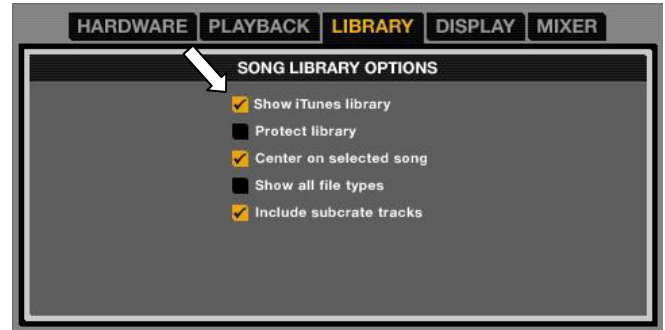 HARDWARE PLAYBACK LIBRARY DISPLAY MIXER
SONG LIBRARY OPTIONS
Show iTunes library
Protect library
Center on selected song
Show all file types
Include subcrate tracks